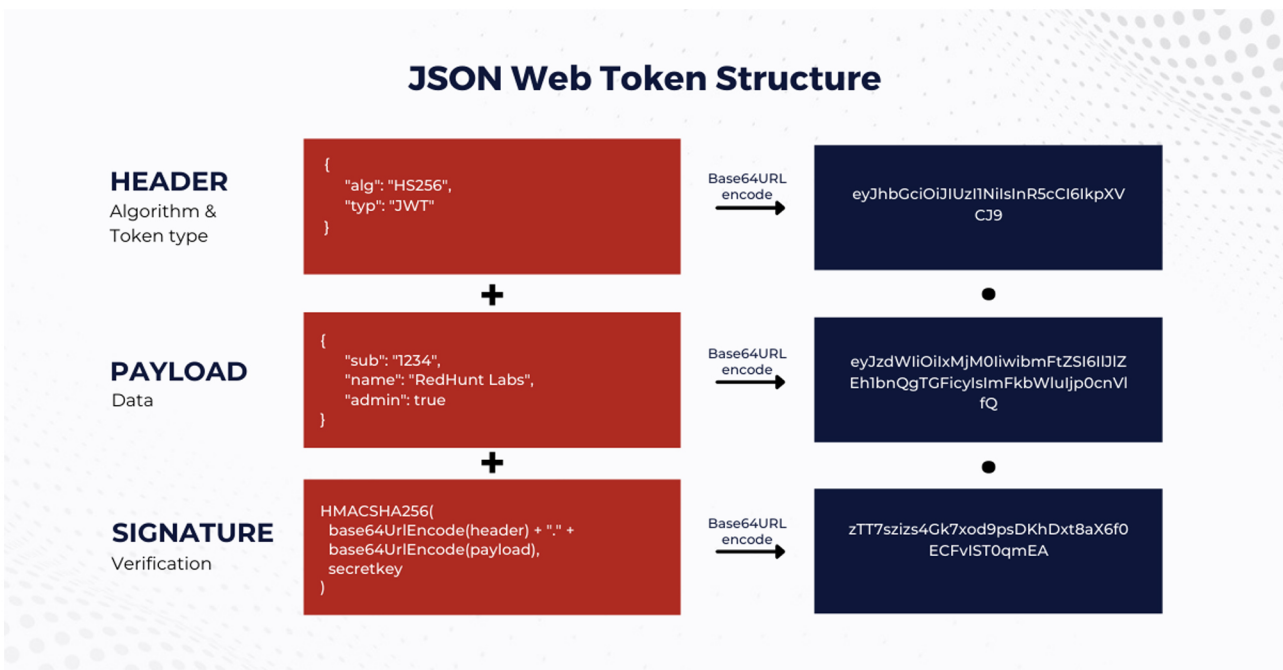 JSON Web Token Structure
HEADER
Algorithm &
Token type
{
"alg": "HS256",
"typ": "JWT"
}
Base64URL
encode
eyJhbGciOiJIUzI1NiIsInR5cCI6IkpXV
CJ9
+
PAYLOAD
Data
{
"sub": "1234",
"name": "RedHunt Labs",
"admin": true
}
Base64URL
encode
eyJzdWIiOiIxMjM0IiwibmFtZSI6IlJlZ
Eh1bnQgTGFicyIsImFkbWluIjp0cnVl
fQ
+
SIGNATURE
Verification
HMACSHA256(
base64UrlEncode(header) + "." +
base64UrlEncode(payload),
secretkey
)
Base64URL
encode
zTT7szizs4Gk7xod9psDKhDxt8aX6f0
ECFvIST0qmEA